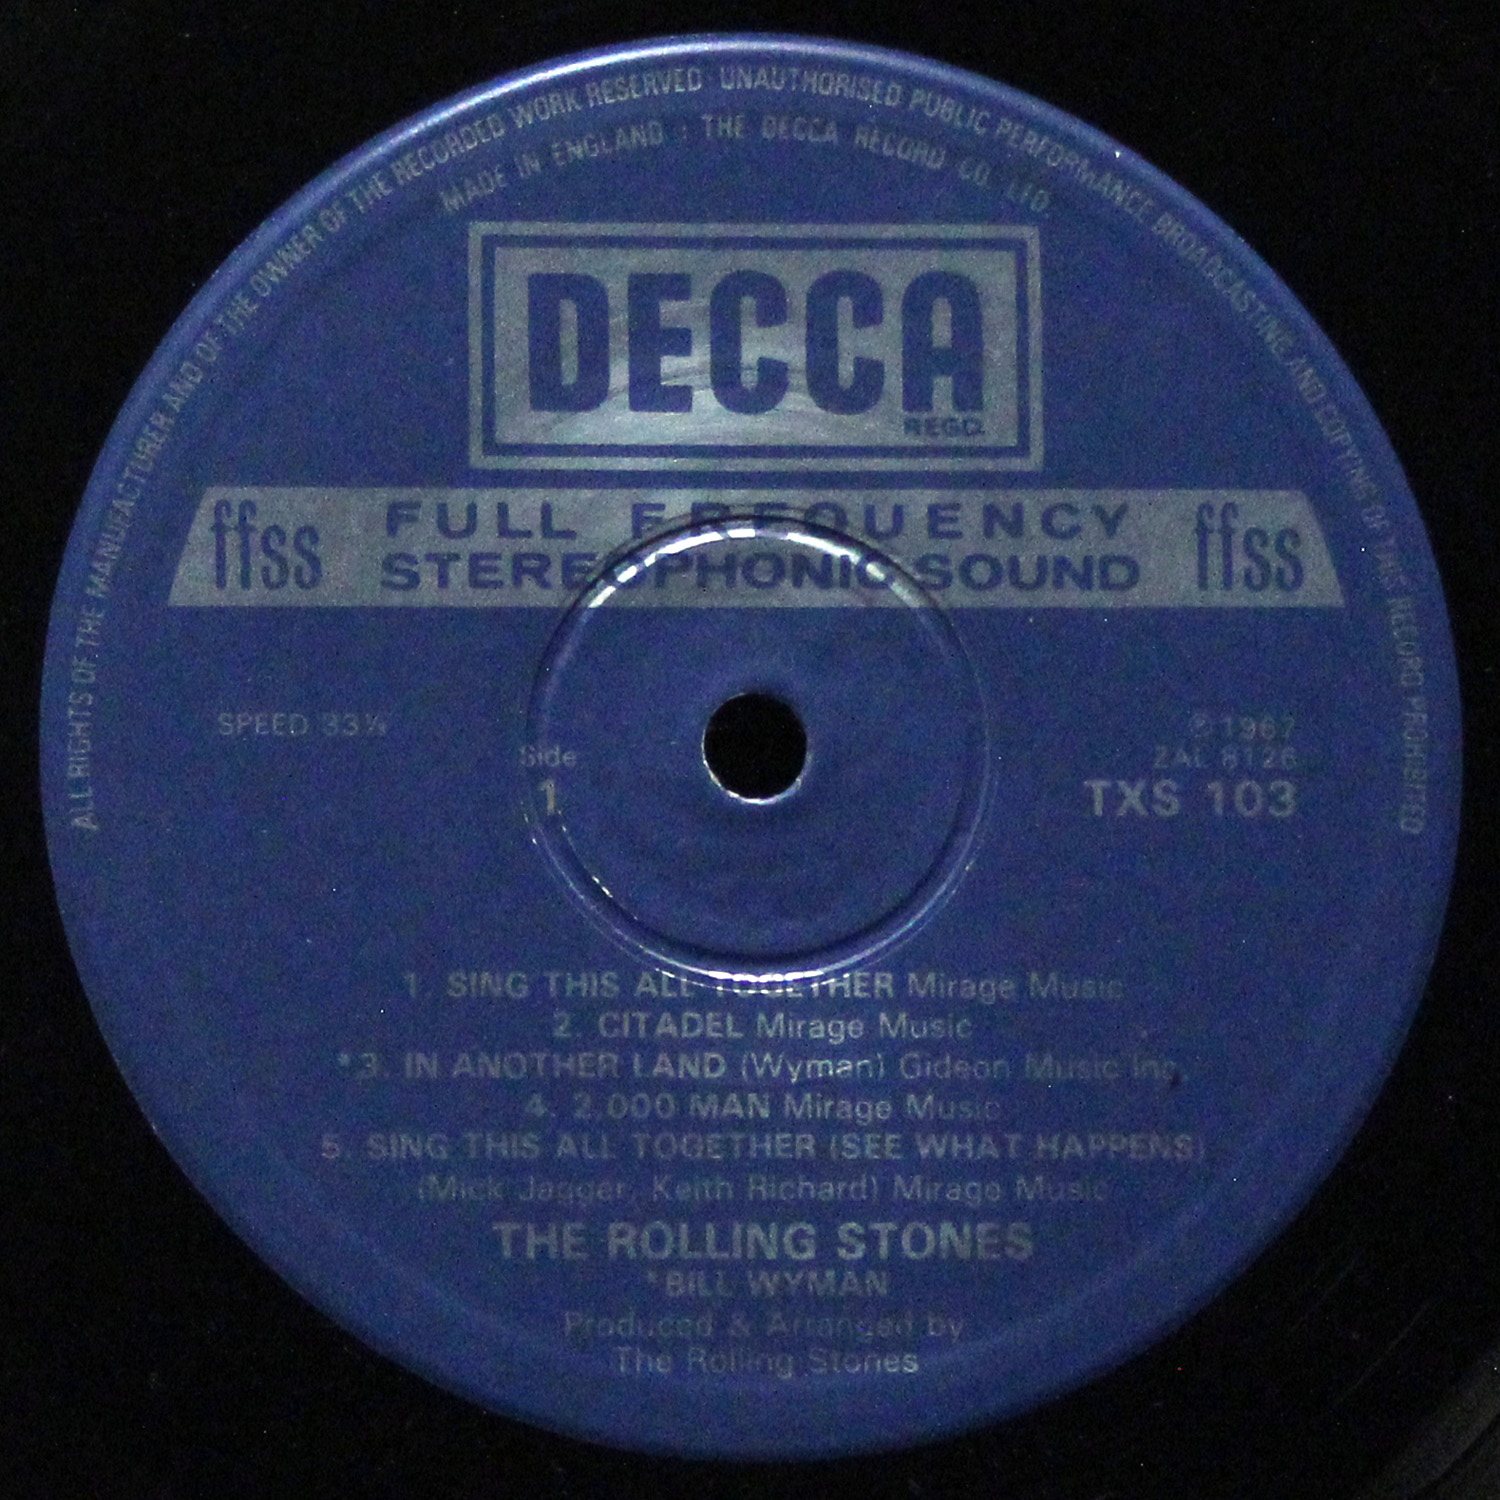 ALL RIGHTS OF THE MANUFACTURER AND OF THE OWNER OF THE RECORDED WORK RESERVED · UNAUTHORISED PUBLIC PERFORMANCE BROADCASTING AND COPYING OF THIS RECORD PROHIBITED
MADE IN ENGLAND : THE DECCA RECORD CO. LTD.
DECCA
REGD.
ffss FULL FREQUENCY STEREOPHONIC SOUND ffss
SPEED 33⅓
Side
1
℗ 1967
ZAL 8126
TXS 103
1. SING THIS ALL TOGETHER Mirage Music
2. CITADEL Mirage Music
*3. IN ANOTHER LAND (Wyman) Gideon Music Inc.
4. 2.000 MAN Mirage Music
5. SING THIS ALL TOGETHER (SEE WHAT HAPPENS)
(Mick Jagger, Keith Richard) Mirage Music
THE ROLLING STONES
*BILL WYMAN
Produced & Arranged by
The Rolling Stones